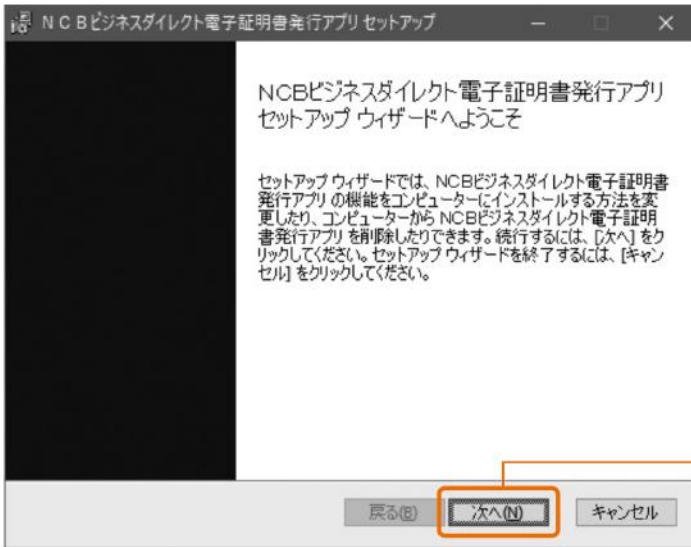 ＮＣＢビジネスダイレクト電子証明書発行アプリ セットアップ
NCBビジネスダイレクト電子証明書発行アプリ
セットアップ ウィザードへようこそ
セットアップ ウィザードでは、NCBビジネスダイレクト電子証明書
発行アプリ の機能をコンピューターにインストールする方法を変
更したり、コンピューターから NCBビジネスダイレクト電子証明
書発行アプリ を削除したりできます。続行するには、[次へ] をク
リックしてください。セットアップ ウィザードを終了するには、[キャン
セル] をクリックしてください。
戻る(B) 次へ(N) キャンセル